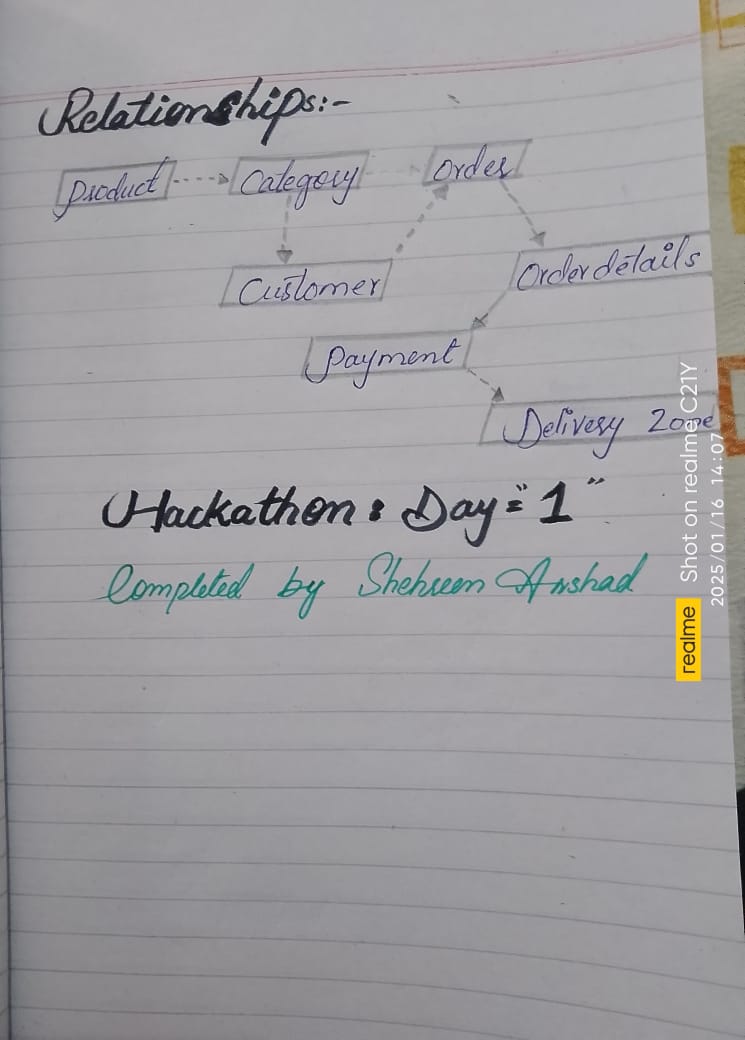 Relationships:-
Product Category Order
Customer Order details
Payment
Delivery Zone
Hackathon: Day "1"
Completed by Shehreen Arshad
realme Shot on realme C21Y
2025/01/16 14:07